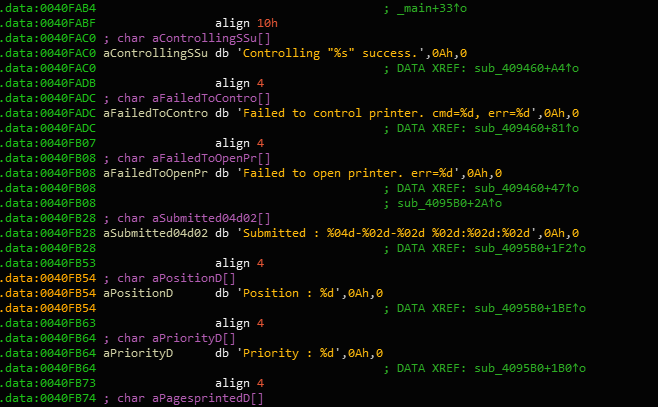 .data:0040FAB4 ; _main+33↑o
.data:0040FABF align 10h
.data:0040FAC0 ; char aControllingSSu[]
.data:0040FAC0 aControllingSSu db 'Controlling "%s" success.',0Ah,0
.data:0040FAC0 ; DATA XREF: sub_409460+A4↑o
.data:0040FADB align 4
.data:0040FADC ; char aFailedToContro[]
.data:0040FADC aFailedToContro db 'Failed to control printer. cmd=%d, err=%d',0Ah,0
.data:0040FADC ; DATA XREF: sub_409460+81↑o
.data:0040FB07 align 4
.data:0040FB08 ; char aFailedToOpenPr[]
.data:0040FB08 aFailedToOpenPr db 'Failed to open printer. err=%d',0Ah,0
.data:0040FB08 ; DATA XREF: sub_409460+47↑o
.data:0040FB08 ; sub_4095B0+2A↑o
.data:0040FB28 ; char aSubmitted04d02[]
.data:0040FB28 aSubmitted04d02 db 'Submitted : %04d-%02d-%02d %02d:%02d:%02d',0Ah,0
.data:0040FB28 ; DATA XREF: sub_4095B0+1F2↑o
.data:0040FB53 align 4
.data:0040FB54 ; char aPositionD[]
.data:0040FB54 aPositionD db 'Position : %d',0Ah,0
.data:0040FB54 ; DATA XREF: sub_4095B0+1BE↑o
.data:0040FB63 align 4
.data:0040FB64 ; char aPriorityD[]
.data:0040FB64 aPriorityD db 'Priority : %d',0Ah,0
.data:0040FB64 ; DATA XREF: sub_4095B0+1B0↑o
.data:0040FB73 align 4
.data:0040FB74 ; char aPagesprintedD[]